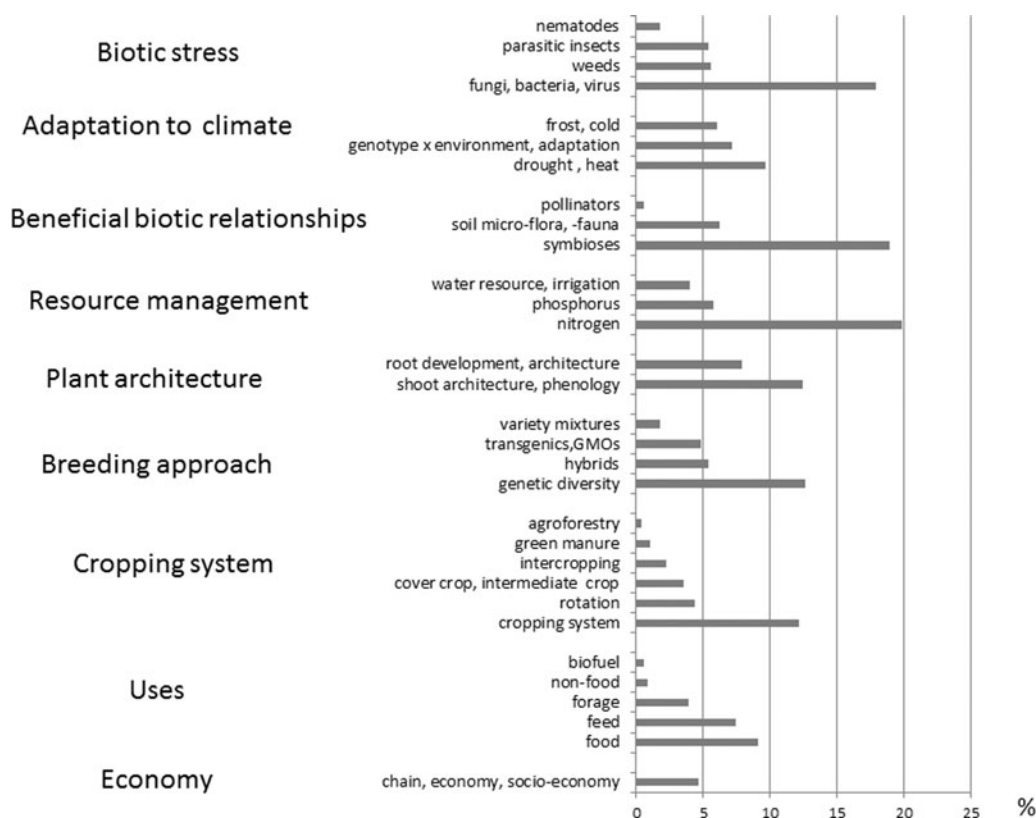 Biotic stress
nematodes
parasitic insects
weeds
fungi, bacteria, virus
Adaptation to climate
frost, cold
genotype x environment, adaptation
drought , heat
Beneficial biotic relationships
pollinators
soil micro-flora, -fauna
symbioses
Resource management
water resource, irrigation
phosphorus
nitrogen
Plant architecture
root development, architecture
shoot architecture, phenology
Breeding approach
variety mixtures
transgenics,GMOs
hybrids
genetic diversity
Cropping system
agroforestry
green manure
intercropping
cover crop, intermediate crop
rotation
cropping system
Uses
biofuel
non-food
forage
feed
food
Economy
chain, economy, socio-economy
0 5 10 15 20 25 %